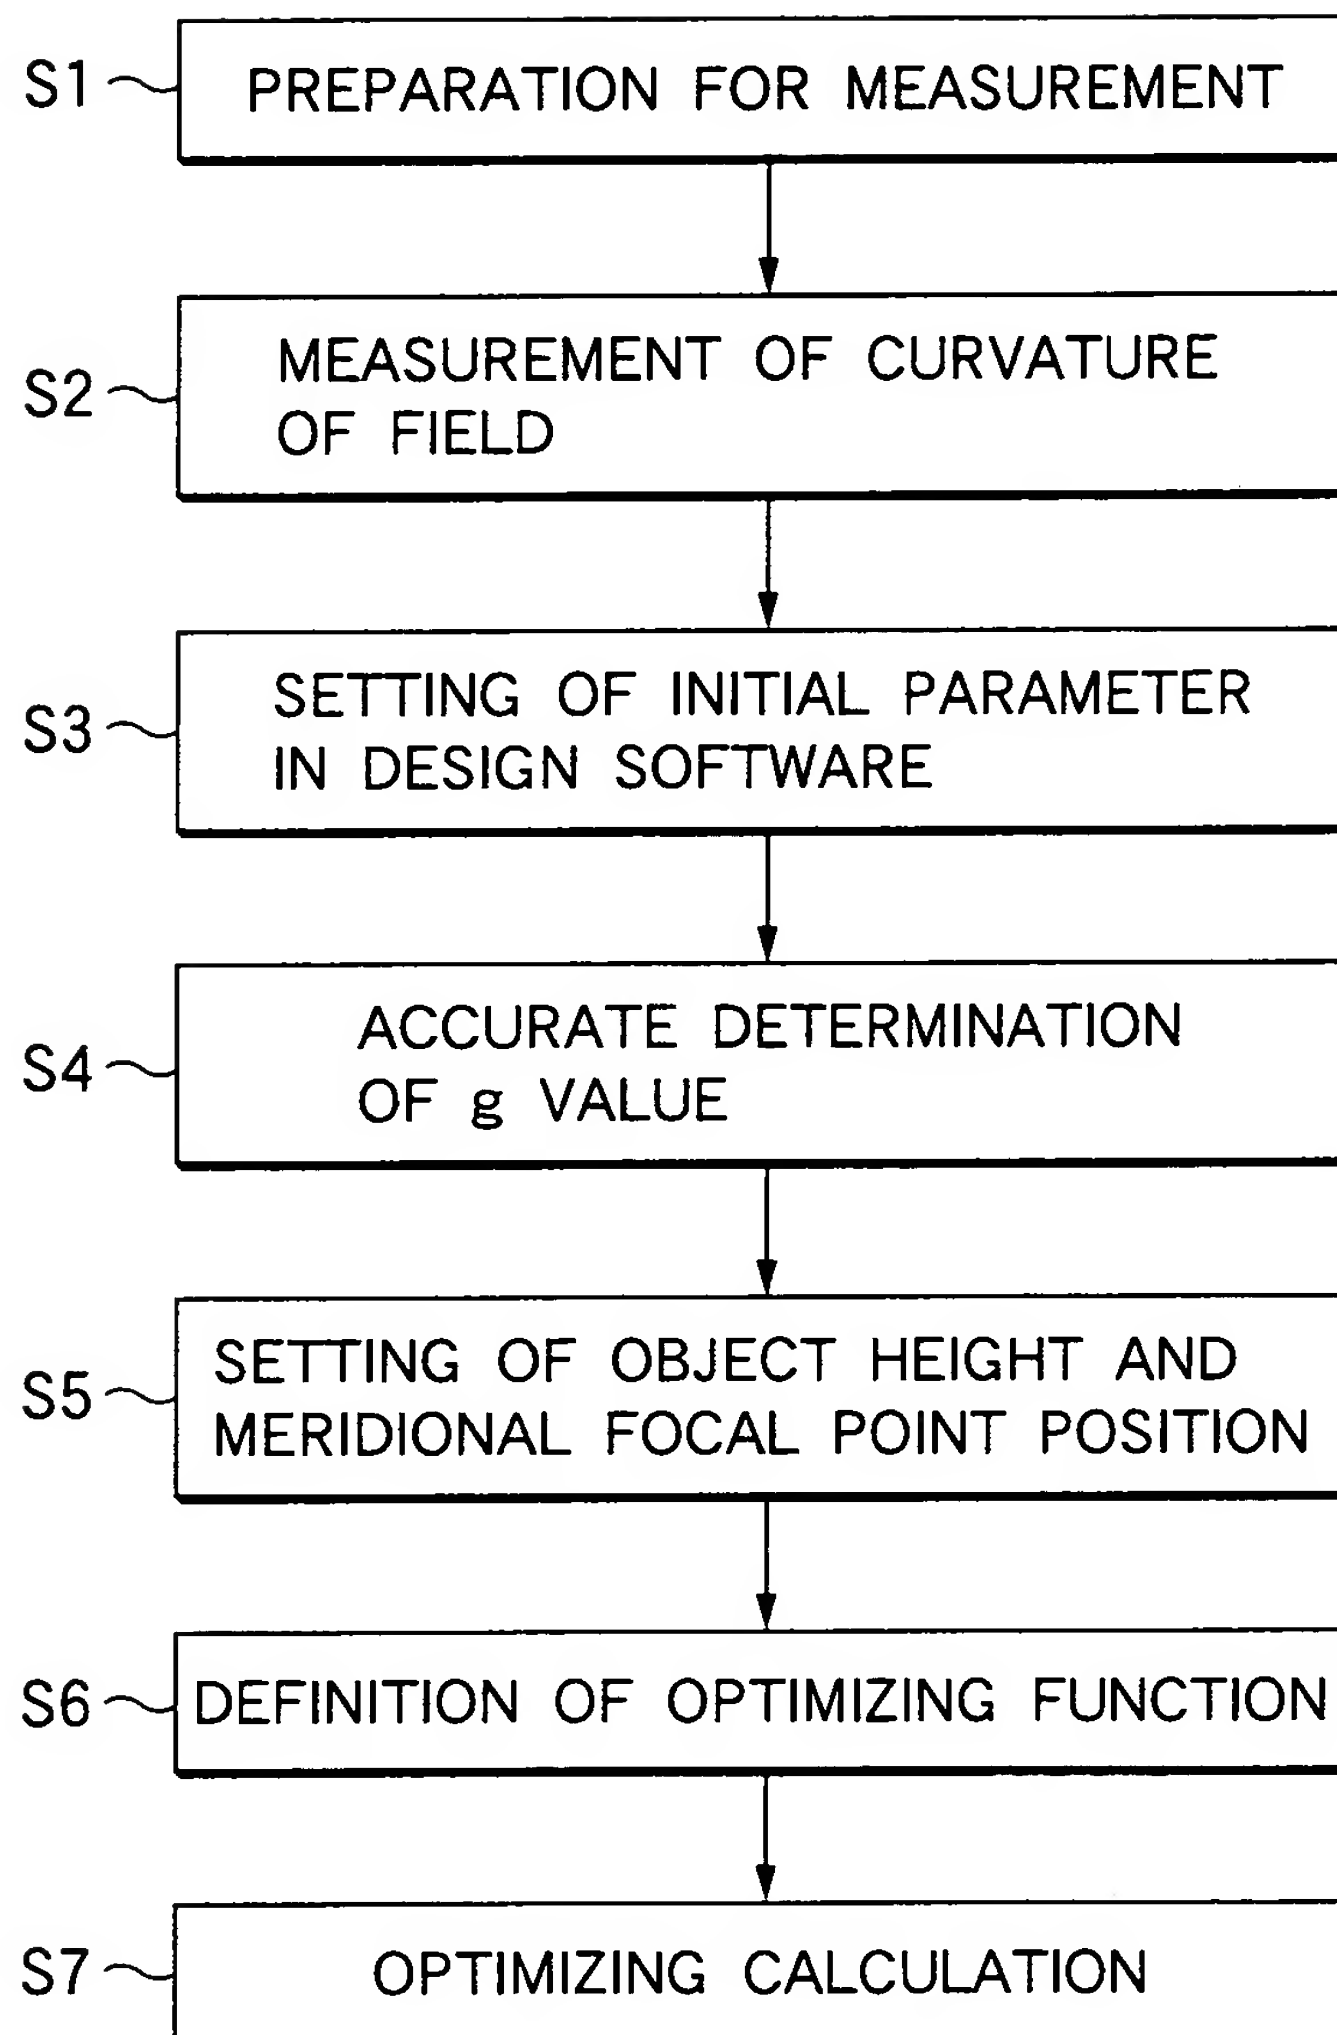 S1 PREPARATION FOR MEASUREMENT
S2 MEASUREMENT OF CURVATURE
OF FIELD
S3 SETTING OF INITIAL PARAMETER
IN DESIGN SOFTWARE
S4 ACCURATE DETERMINATION
OF g VALUE
S5 SETTING OF OBJECT HEIGHT AND
MERIDIONAL FOCAL POINT POSITION
S6 DEFINITION OF OPTIMIZING FUNCTION
S7 OPTIMIZING CALCULATION